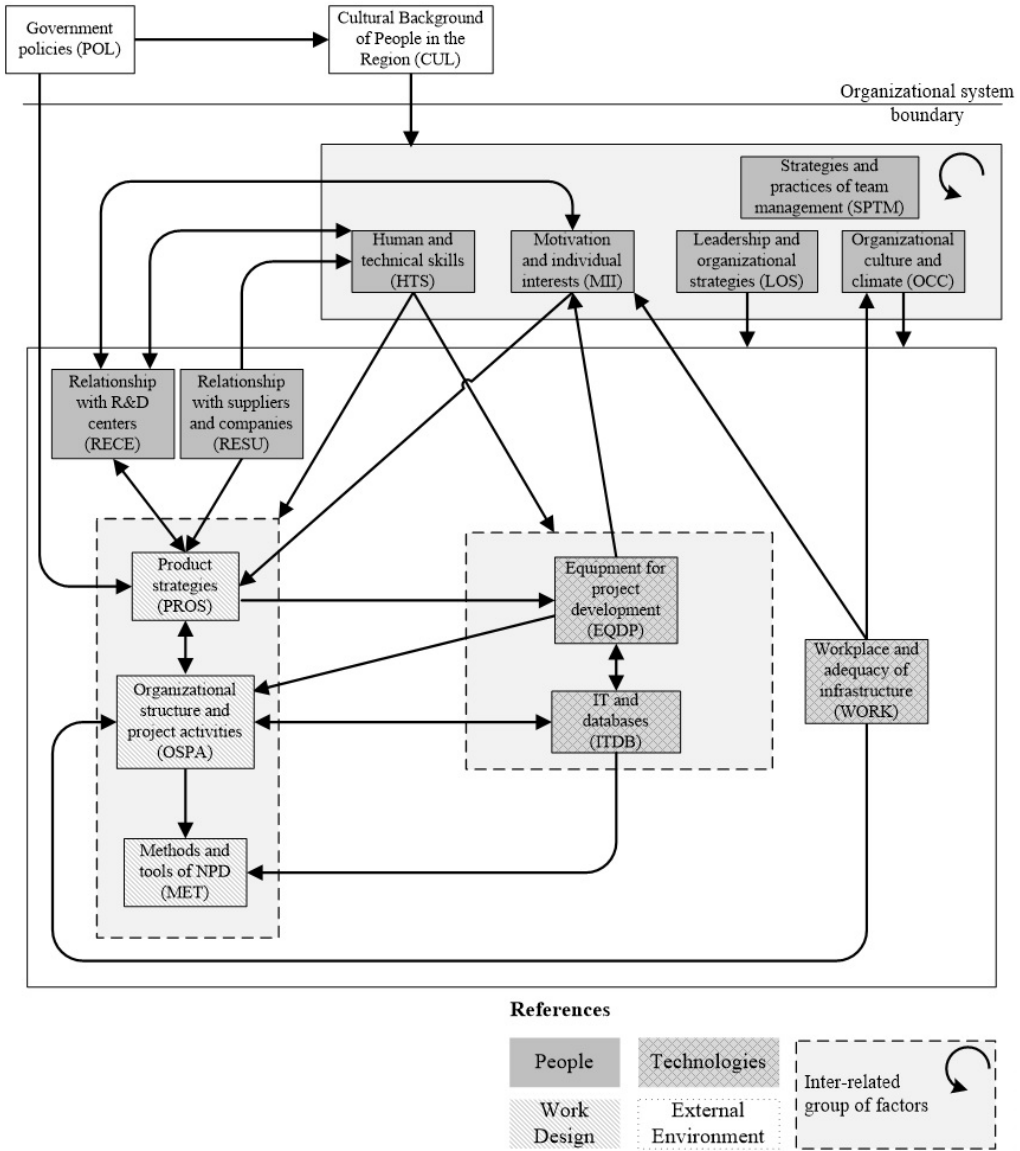 Government
policies (POL)
Cultural Background
of People in the
Region (CUL)
Organizational system
boundary
Strategies and
practices of team
management (SPTM)
Human and
technical skills
(HTS)
Motivation
and individual
interests (MII)
Leadership and
organizational
strategies (LOS)
Organizational
culture and
climate (OCC)
Relationship
with R&D
centers
(RECE)
Relationship
with suppliers
and companies
(RESU)
Product
strategies
(PROS)
Equipment for
project
development
(EQDP)
Workplace and
adequacy of
infrastructure
(WORK)
Organizational
structure and
project activities
(OSPA)
IT and
databases
(ITDB)
Methods and
tools of NPD
(MET)
References
People
Technologies
Inter-related
group of factors
Work
Design
External
Environment